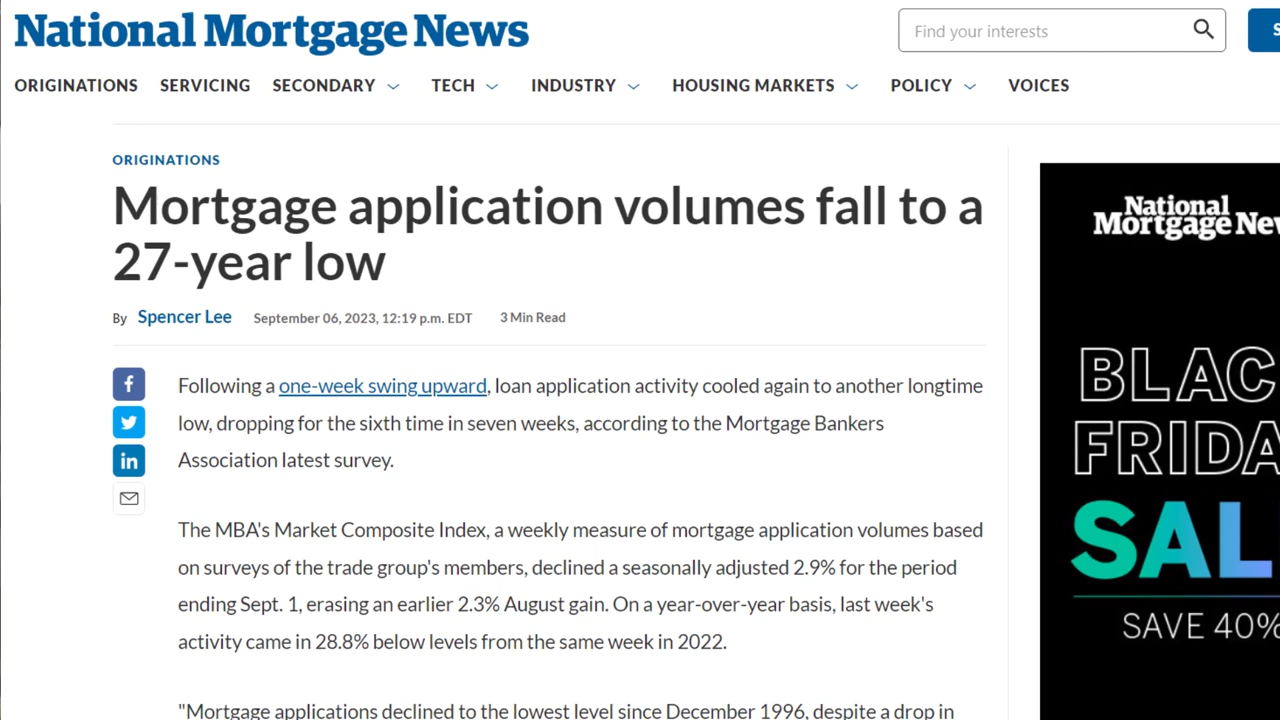 National Mortgage News
Find your interests
ORIGINATIONS SERVICING SECONDARY TECH INDUSTRY HOUSING MARKETS POLICY VOICES
ORIGINATIONS
Mortgage application volumes fall to a
27-year low
By Spencer Lee September 06, 2023, 12:19 p.m. EDT 3 Min Read
Following a one-week swing upward, loan application activity cooled again to another longtime
low, dropping for the sixth time in seven weeks, according to the Mortgage Bankers
Association latest survey.
The MBA's Market Composite Index, a weekly measure of mortgage application volumes based
on surveys of the trade group's members, declined a seasonally adjusted 2.9% for the period
ending Sept. 1, erasing an earlier 2.3% August gain. On a year-over-year basis, last week's
activity came in 28.8% below levels from the same week in 2022.
"Mortgage applications declined to the lowest level since December 1996, despite a drop in
National
Mortgage
BLAC
FRIDA
SAL
SAVE 40%